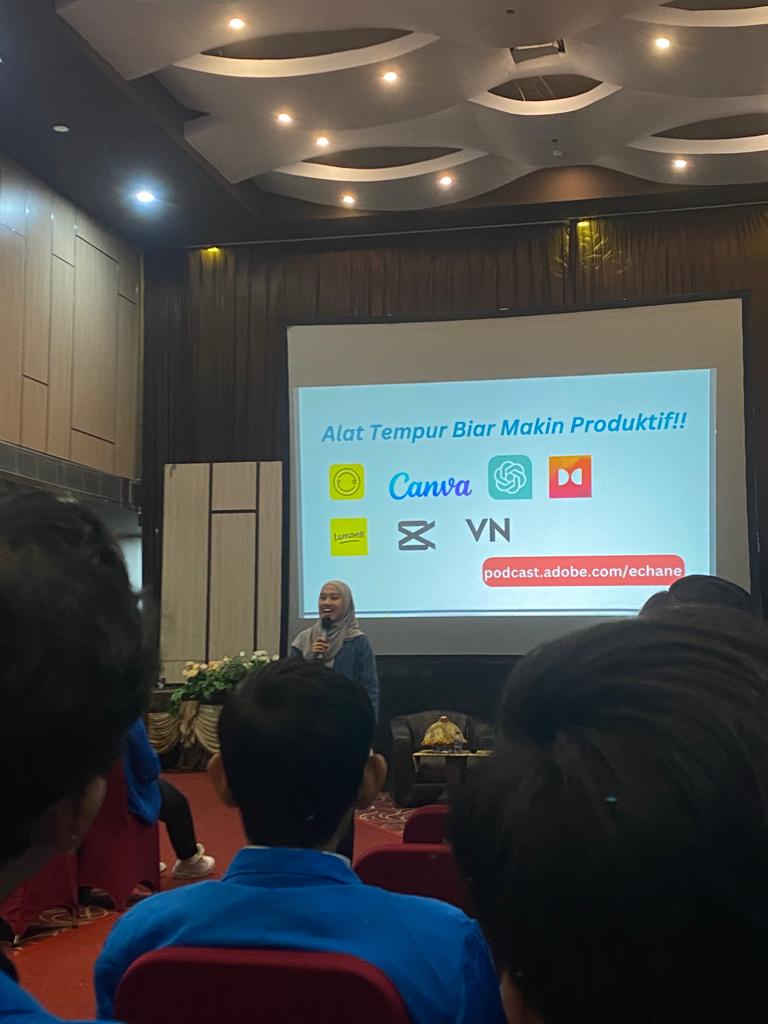 Alat Tempur Biar Makin Produktif!!
Canva
Lemon8
VN
podcast.adobe.com/echane